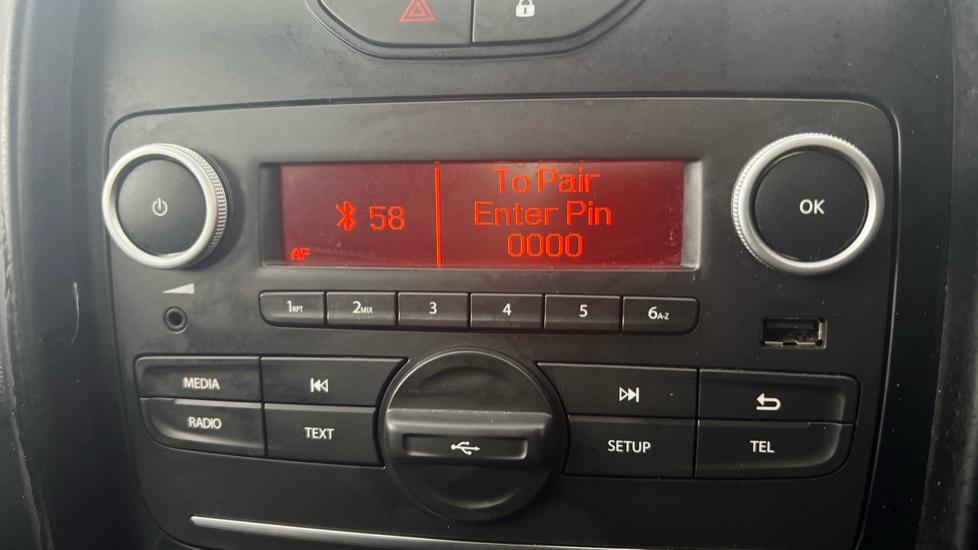 To Pair
58 Enter Pin
AF 0000
OK
1RPT 2MIX 3 4 5 6A-Z
MEDIA
RADIO TEXT SETUP TEL